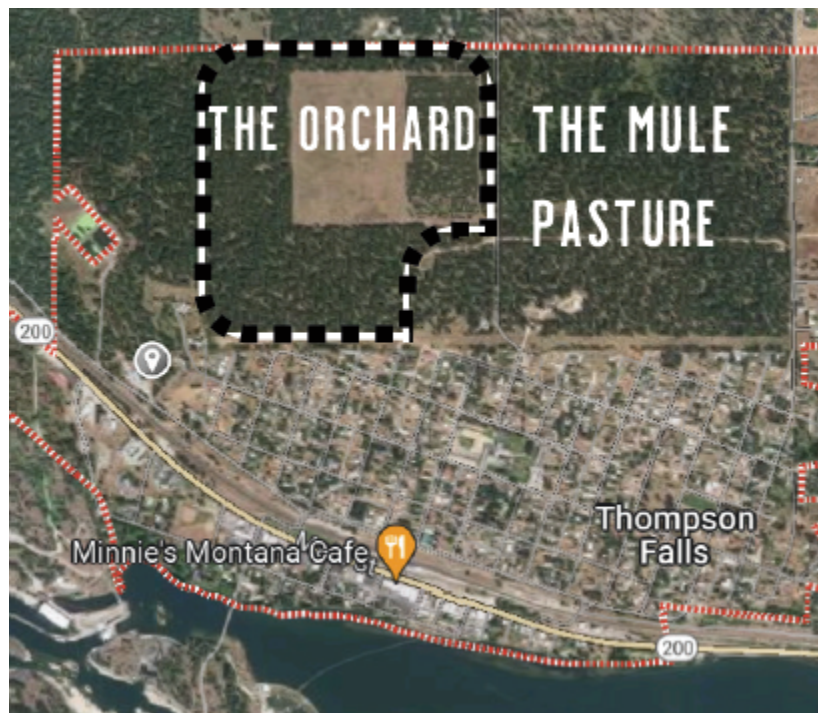 THE ORCHARD
THE MULE
PASTURE
200
Minnie's Montana Cafe
Thompson
Falls
200